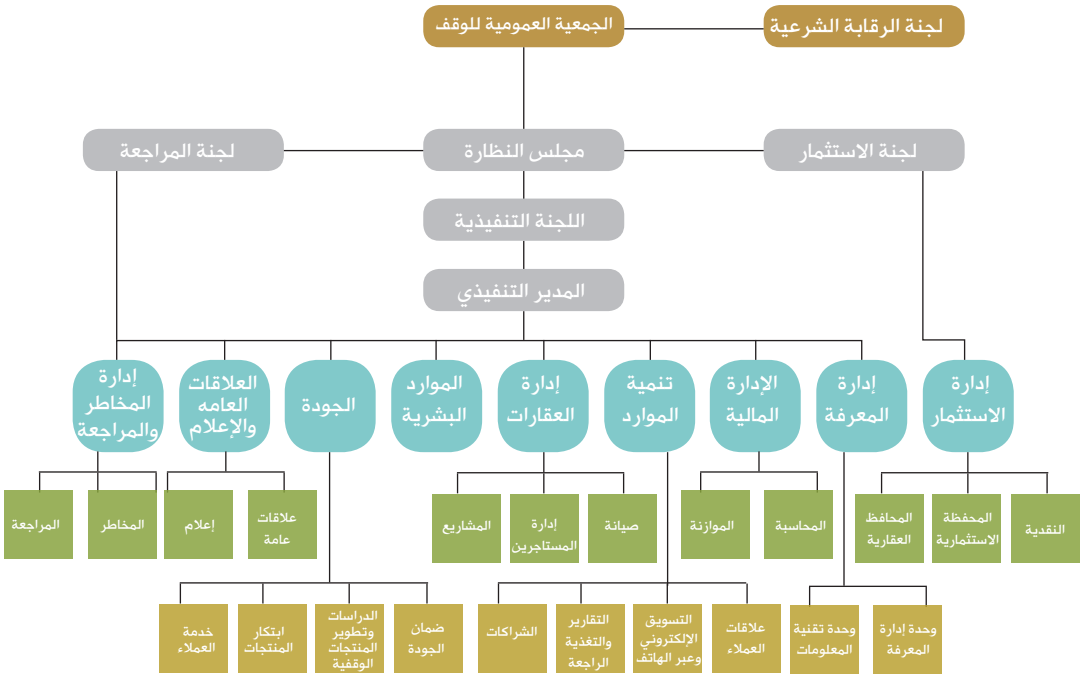 لجنة الرقابة الشرعية
الجمعية العمومية للوقف
لجنة الاستثمار
مجلس النظارة
لجنة المراجعة
اللجنة التنفيذية
المدير التنفيذي
إدارة
الاستثمار
إدارة
المعرفة
الإدارة
المالية
تنمية
الموارد
إدارة
العقارات
الموارد
البشرية
الجودة
العلاقات
العامه
والإعلام
إدارة
المخاطر
والمراجعة
النقدية
المحفظة
الاستثمارية
المحافظ
العقارية
المحاسبة
الموازنة
صيانة
إدارة
المستاجرين
المشاريع
علاقات
عامة
إعلام
المخاطر
المراجعة
وحدة إدارة
المعرفة
وحدة تقنية
المعلومات
علاقات
العملاء
التسويق
الإلكتروني
وعبر الهاتف
التقارير
والتغذية
الراجعة
الشراكات
ضمان
الجودة
الدراسات
وتطوير
المنتجات
الوقفية
ابتكار
المنتجات
خدمة
العملاء